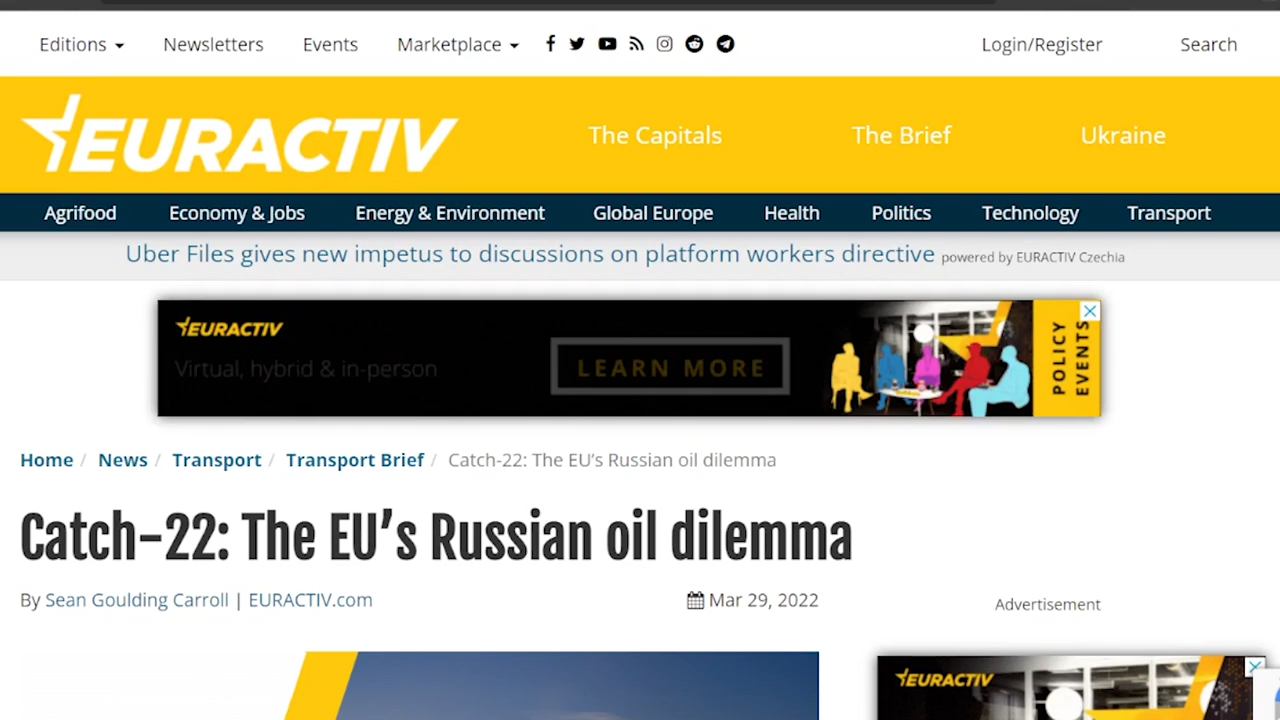 Editions Newsletters Events Marketplace Login/Register Search
EURACTIV The Capitals The Brief Ukraine
Agrifood Economy & Jobs Energy & Environment Global Europe Health Politics Technology Transport
Uber Files gives new impetus to discussions on platform workers directive powered by EURACTIV Czechia
EURACTIV
Virtual, hybrid & in-person LEARN MORE
POLICY
EVENTS
Home / News / Transport / Transport Brief / Catch-22: The EU’s Russian oil dilemma
Catch-22: The EU’s Russian oil dilemma
By Sean Goulding Carroll | EURACTIV.com Mar 29, 2022
Advertisement
EURACTIV